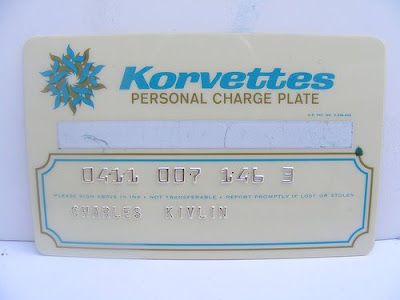 Korvettes
PERSONAL CHARGE PLATE
0411 007 146 3
PLEASE SIGN ABOVE IN INK • NOT TRANSFERABLE • REPORT PROMPTLY IF LOST OR STOLEN
CHARLES KIVLIN